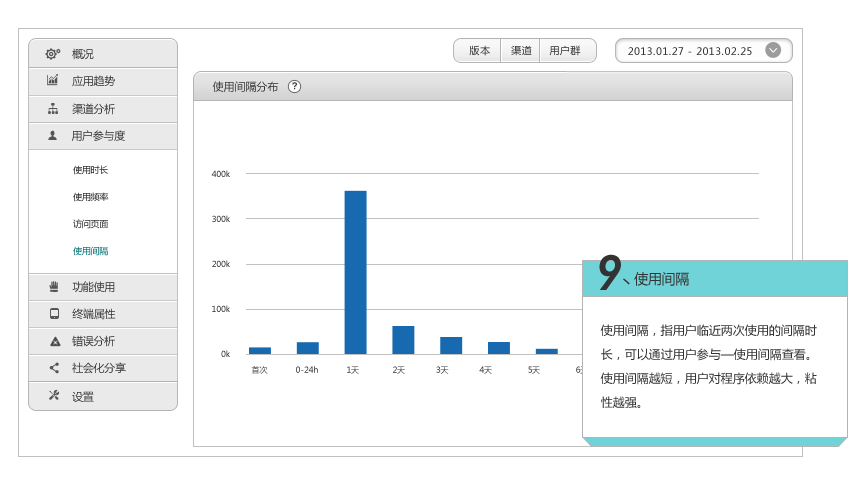 概况
应用趋势
渠道分析
用户参与度
使用时长
使用频率
访问页面
使用间隔
功能使用
终端属性
错误分析
社会化分享
设置
版本 渠道 用户群
2013.01.27 - 2013.02.25
使用间隔分布 ?
400k
300k
200k
100k
0k
首次 0-24h 1天 2天 3天 4天 5天
9、使用间隔
使用间隔，指用户临近两次使用的间隔时
长，可以通过用户参与—使用间隔查看。
使用间隔越短，用户对程序依赖越大，粘
性越强。